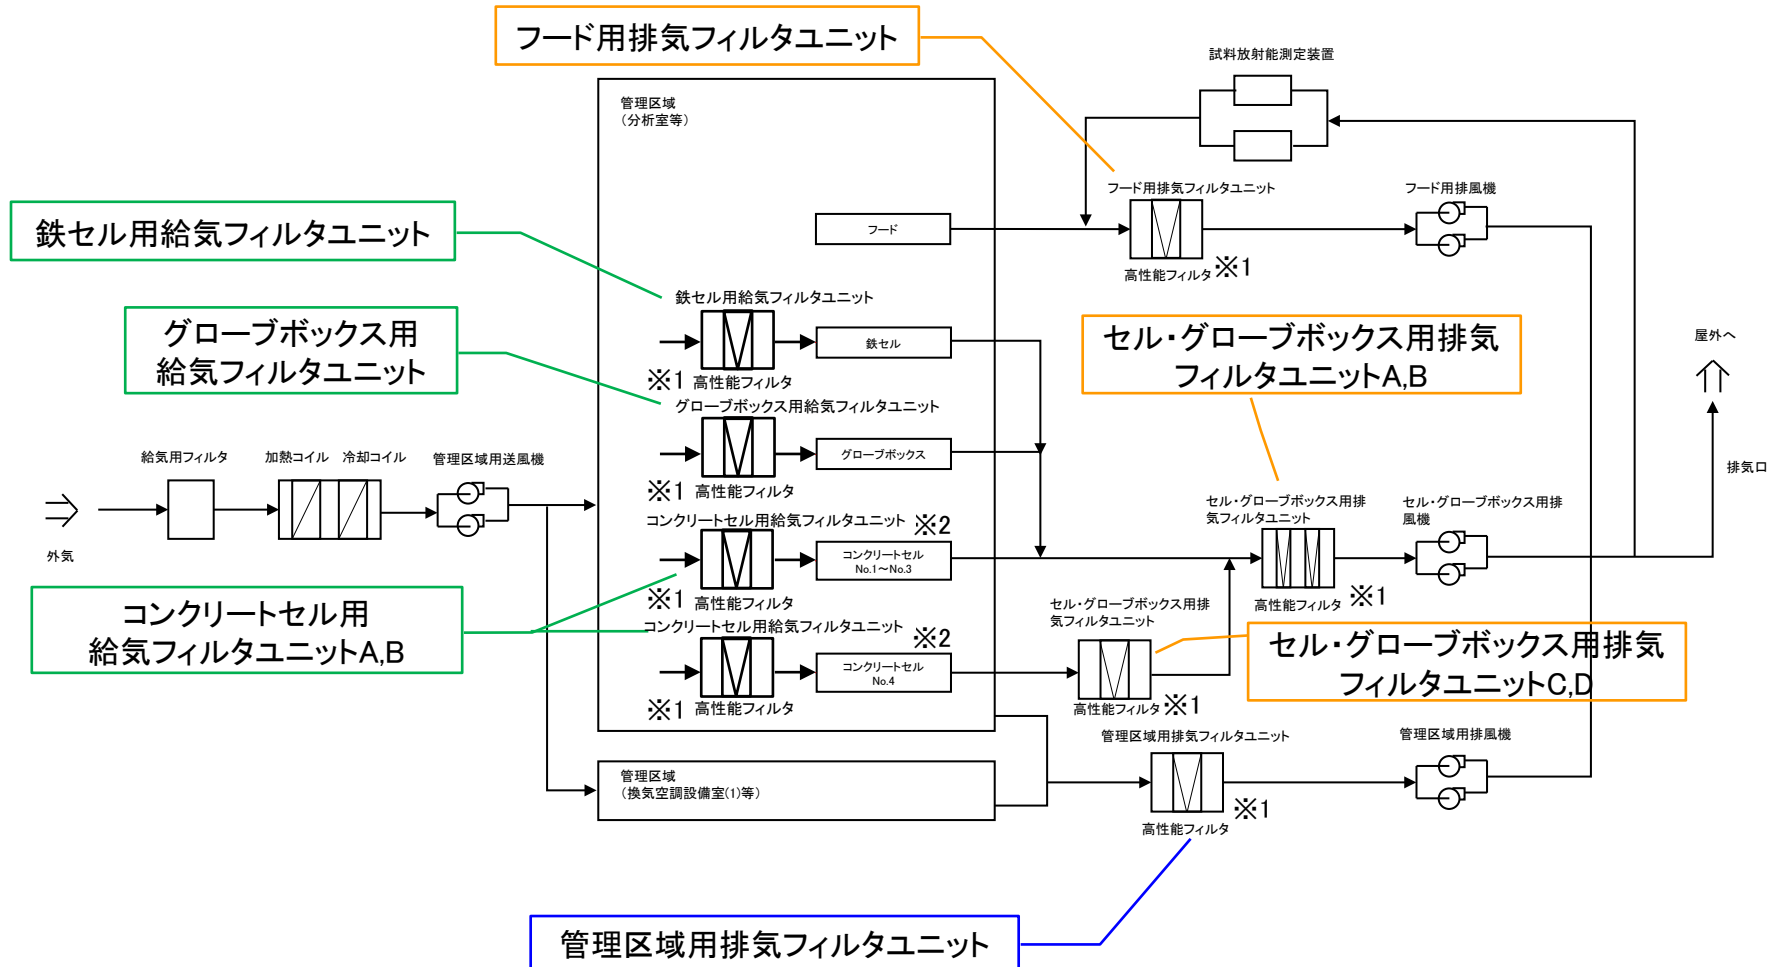 フード用排気フィルタユニット
試料放射能測定装置
管理区域
(分析室等)
フード用排気フィルタユニット
フード用排風機
鉄セル用給気フィルタユニット
フード
高性能フィルタ ※1
鉄セル用給気フィルタユニット
グローブボックス用
給気フィルタユニット
鉄セル
セル・グローブボックス用排気
フィルタユニットA,B
屋外へ
※1 高性能フィルタ
グローブボックス用給気フィルタユニット
給気用フィルタ
加熱コイル
冷却コイル
管理区域用送風機
グローブボックス
排気口
※1 高性能フィルタ
セル・グローブボックス用排
気フィルタユニット
セル・グローブボックス用排
風機
コンクリートセル用給気フィルタユニット ※2
外気
コンクリートセル
No.1～No.3
コンクリートセル用
給気フィルタユニットA,B
※1 高性能フィルタ
高性能フィルタ ※1
セル・グローブボックス用排
気フィルタユニット
コンクリートセル用給気フィルタユニット ※2
セル・グローブボックス用排気
フィルタユニットC,D
コンクリートセル
No.4
※1 高性能フィルタ
高性能フィルタ ※1
管理区域用排気フィルタユニット
管理区域用排風機
管理区域
(換気空調設備室(1)等)
※1
高性能フィルタ
管理区域用排気フィルタユニット